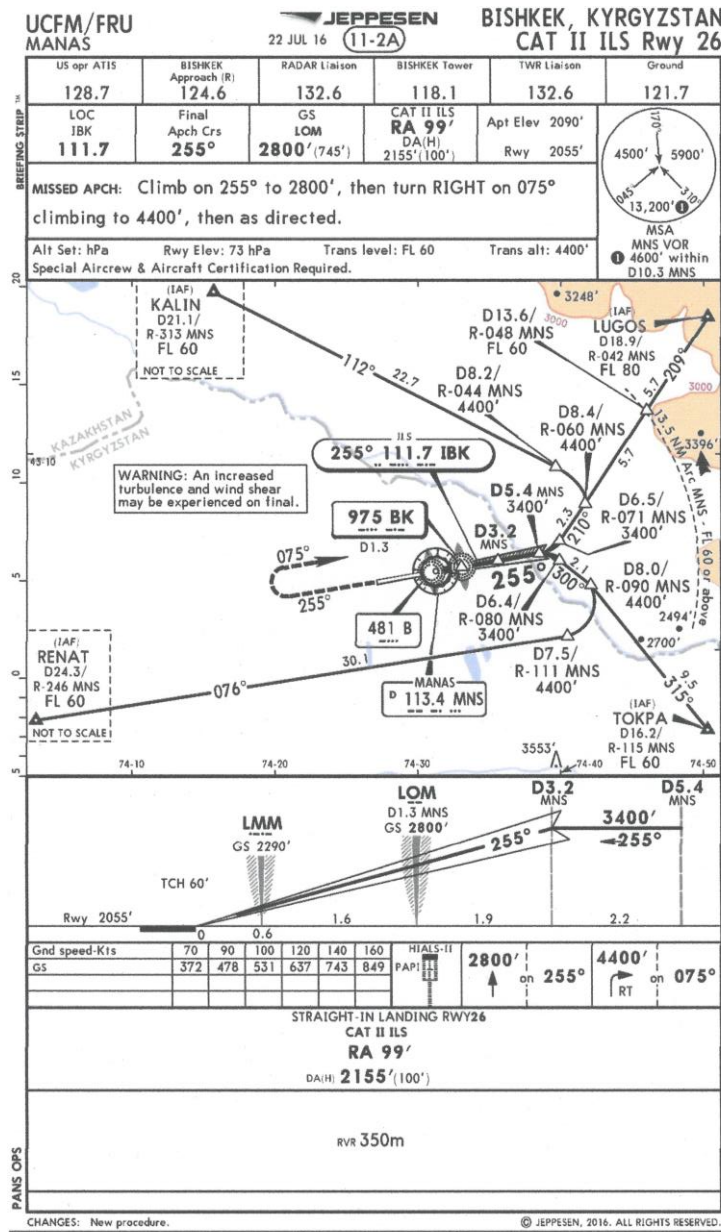 UCFM/FRU
MANAS
JEPPESEN
22 JUL 16
11-2A
BISHKEK, KYRGYZSTAN
CAT II ILS Rwy 26
BRIEFING STRIP TM
US opr ATIS
128.7
BISHKEK
Approach (R)
124.6
RADAR Liaison
132.6
BISHKEK Tower
118.1
TWR Liaison
132.6
Ground
121.7
LOC
IBK
111.7
Final
Apch Crs
255°
GS
LOM
2800'(745')
CAT II ILS
RA 99'
DA(H)
2155'(100')
Apt Elev 2090'
Rwy 2055'
MISSED APCH: Climb on 255° to 2800', then turn RIGHT on 075°
climbing to 4400', then as directed.
Alt Set: hPa Rwy Elev: 73 hPa Trans level: FL 60 Trans alt: 4400'
Special Aircrew & Aircraft Certification Required.
170°
4500' 5900'
045° 310°
13,200' 1
MSA
MNS VOR
1 4600' within
D10.3 MNS
20
15
10
5
0
5
(IAF)
KALIN
D21.1/
R-313 MNS
FL 60
NOT TO SCALE
112°
22.7
KAZAKHSTAN
KYRGYZSTAN
43-10
D13.6/
R-048 MNS
FL 60
3248'
3000
(IAF)
LUGOS
D18.9/
R-042 MNS
FL 80
5.7
209°
3000
3396'
D8.2/
R-044 MNS
4400'
D8.4/
R-060 MNS
4400'
5.7
13.5 NM Arc MNS - FL 60 or above
ILS
255° 111.7 IBK
WARNING: An increased
turbulence and wind shear
may be experienced on final.
975 BK
D1.3
D3.2
MNS
D5.4 MNS
3400'
2.3
210°
D6.5/
R-071 MNS
3400'
075°
255°
255°
2.1
300°
D8.0/
R-090 MNS
4400'
481 B
D6.4/
R-080 MNS
3400'
2494'
2700'
(IAF)
RENAT
D24.3/
R-246 MNS
FL 60
NOT TO SCALE
30.1
076°
MANAS
D 113.4 MNS
D7.5/
R-111 MNS
4400'
9.5
315°
(IAF)
TOKPA
D16.2/
R-115 MNS
FL 60
3553'
74-10 74-20 74-30 74-40 74-50
LMM
GS 2290'
LOM
D1.3 MNS
GS 2800'
D3.2
MNS
D5.4
MNS
3400'
255°
255°
TCH 60'
Rwy 2055'
0 0.6 1.6 1.9 2.2
Gnd speed-Kts 70 90 100 120 140 160
GS 372 478 531 637 743 849
HIALS-II
PAPI
2800' on 255°
4400' RT on 075°
STRAIGHT-IN LANDING RWY26
CAT II ILS
RA 99'
DA(H) 2155'(100')
RVR 350m
PANS OPS
CHANGES: New procedure.
© JEPPESEN, 2016. ALL RIGHTS RESERVED.